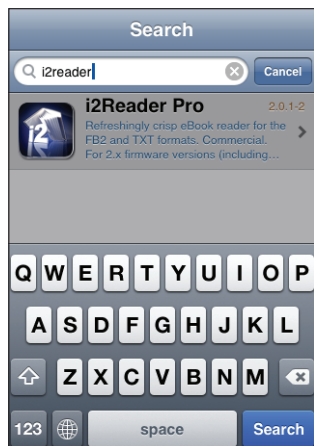 Search
i2reader
Cancel
i2Reader Pro
2.0.1-2
i2
Refreshingly crisp eBook reader for the
FB2 and TXT formats. Commercial.
For 2.x firmware versions (including...
Q W E R T Y U I O P
A S D F G H J K L
Z X C V B N M
123
space
Search